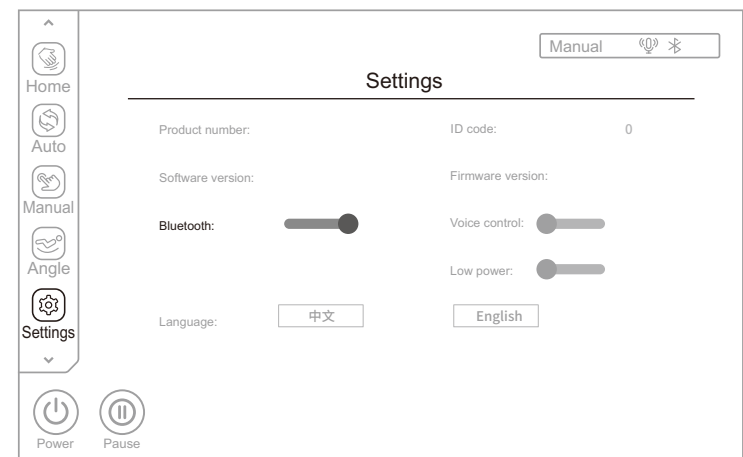 Manual
Settings
Home
Auto
Manual
Angle
Settings
Product number:
ID code: 0
Software version:
Firmware version:
Bluetooth:
Voice control:
Low power:
Language:
中文
English
Power
Pause